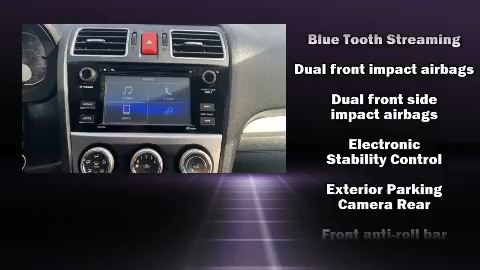 Blue Tooth Streaming
Dual front impact airbags
Dual front side
impact airbags
Electronic
Stability Control
Exterior Parking
Camera Rear
Front anti-roll bar